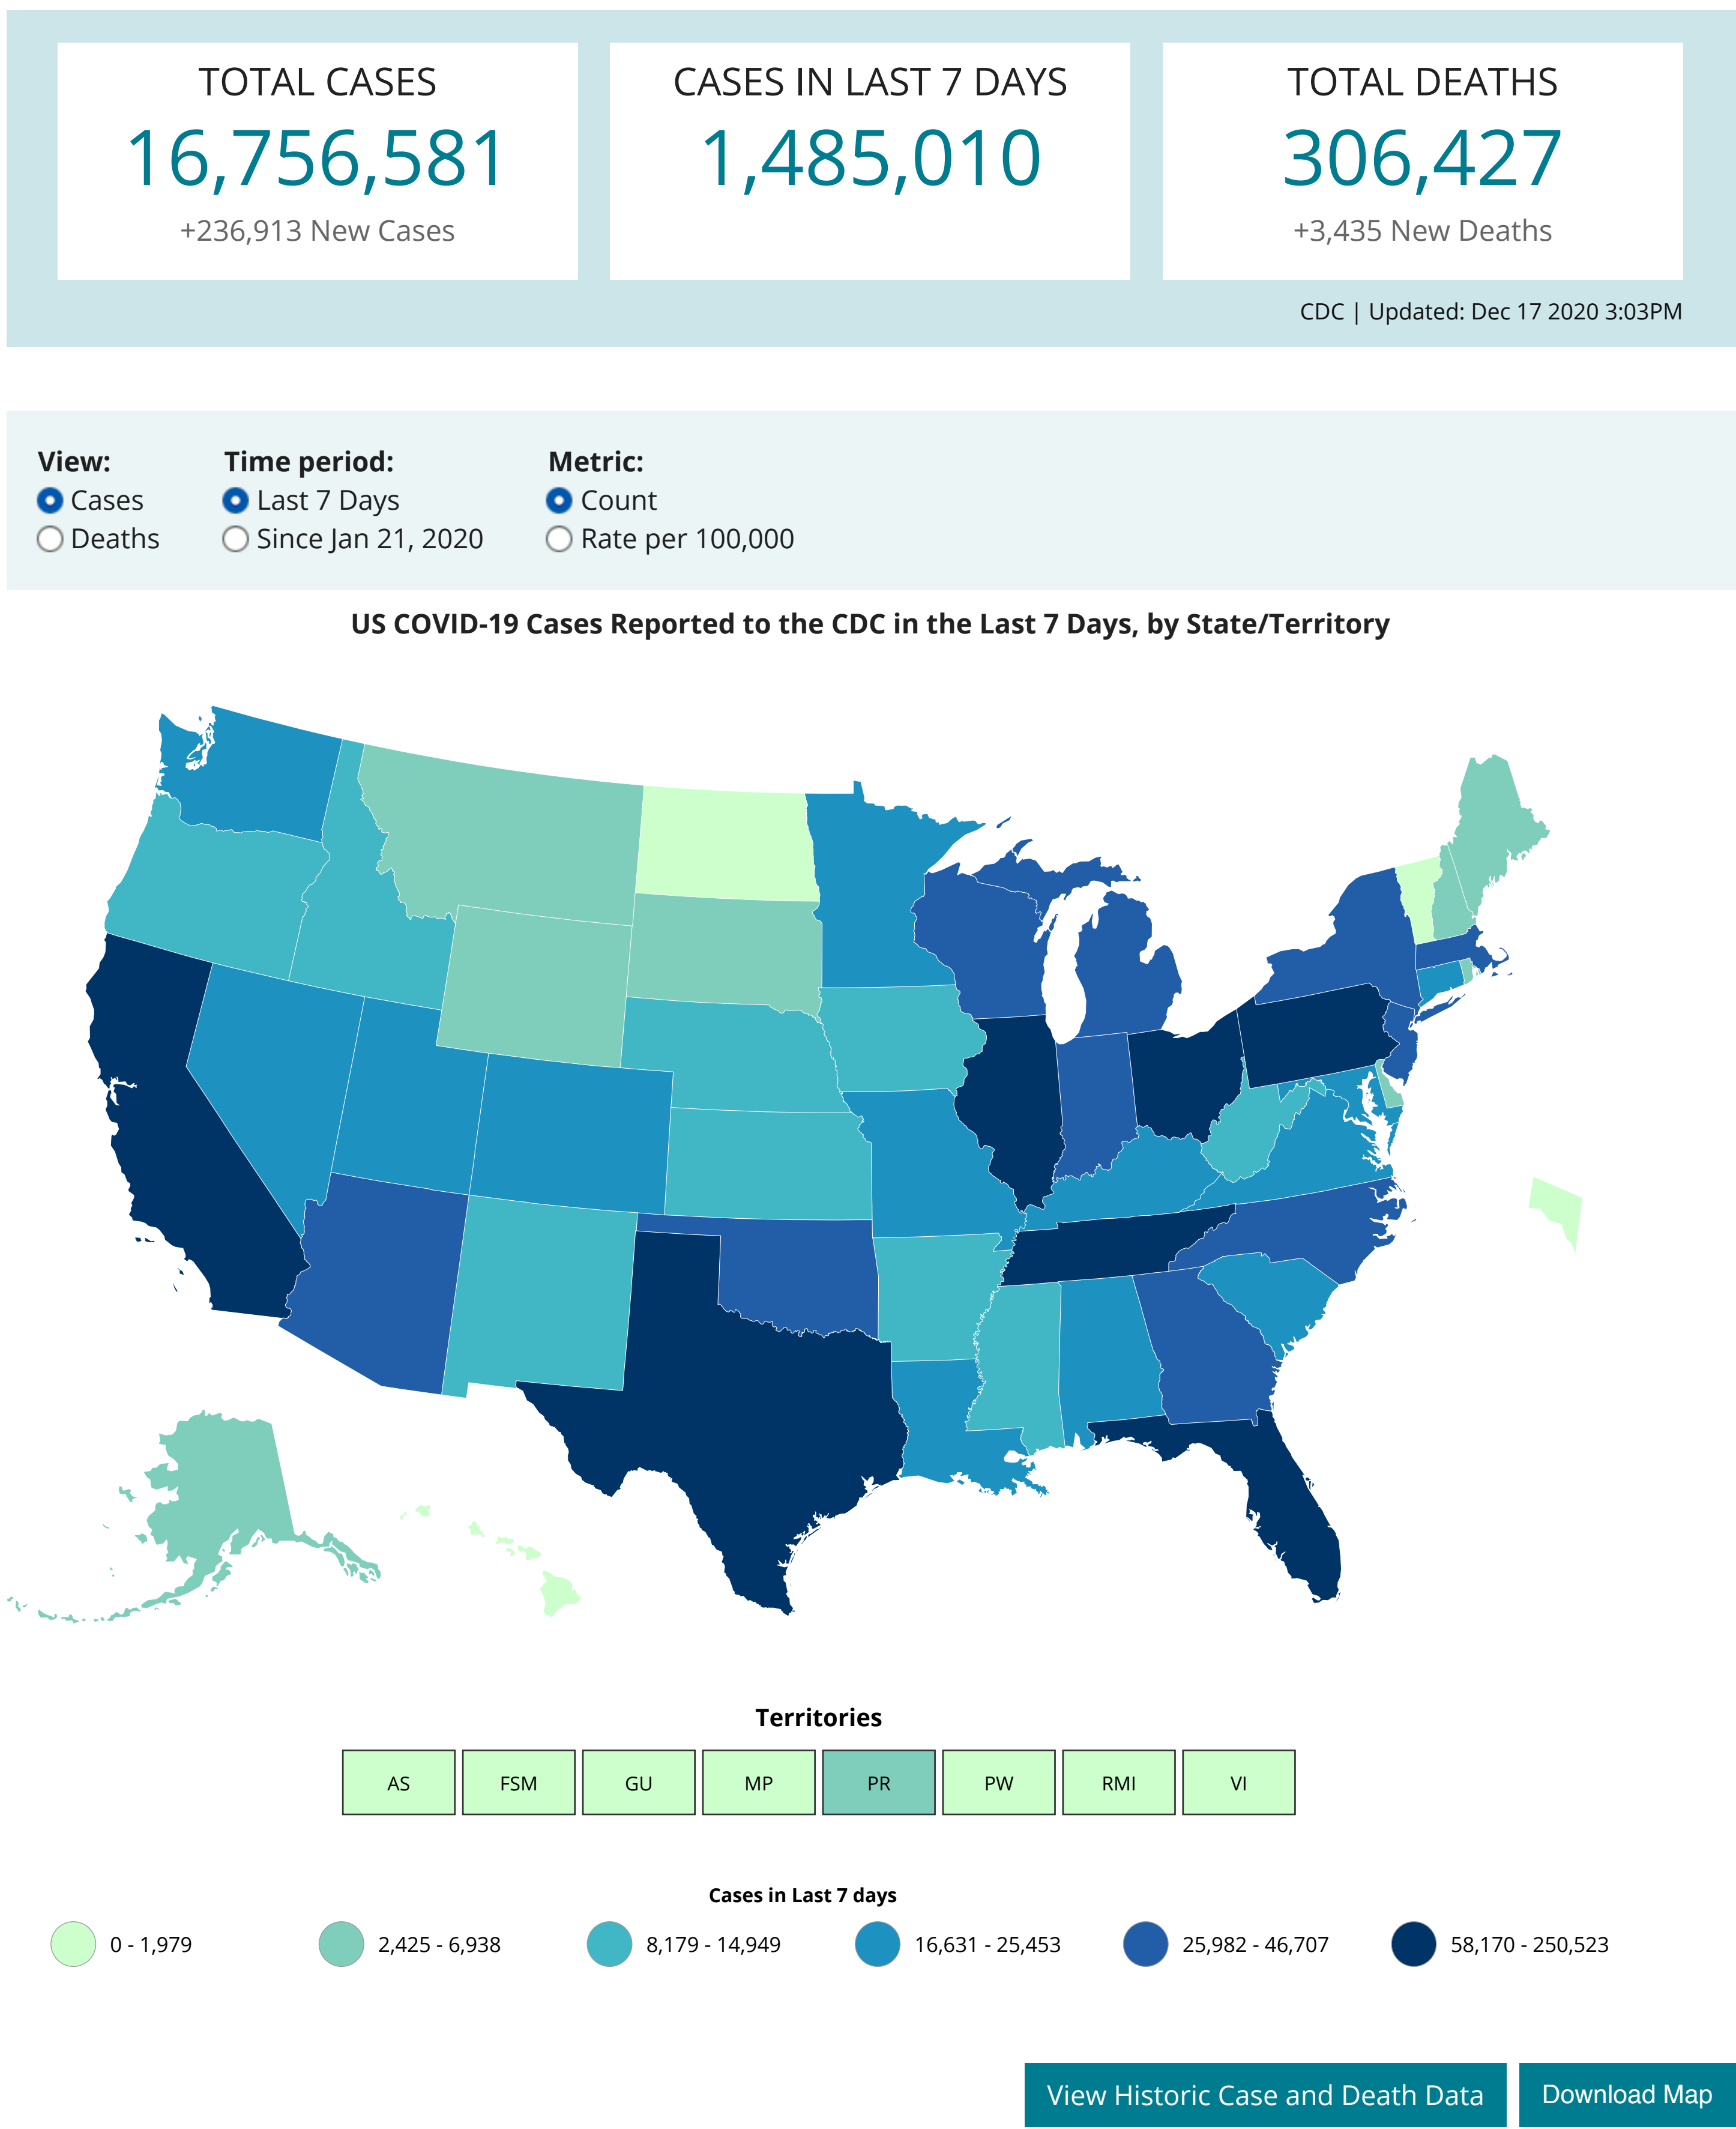 TOTAL CASES
16,756,581
+236,913 New Cases
CASES IN LAST 7 DAYS
1,485,010
TOTAL DEATHS
306,427
+3,435 New Deaths
CDC | Updated: Dec 17 2020 3:03PM
View:
Cases
Deaths
Time period:
Last 7 Days
Since Jan 21, 2020
Metric:
Count
Rate per 100,000
US COVID-19 Cases Reported to the CDC in the Last 7 Days, by State/Territory
Territories
AS FSM GU MP PR PW RMI VI
Cases in Last 7 days
0 - 1,979 2,425 - 6,938 8,179 - 14,949 16,631 - 25,453 25,982 - 46,707 58,170 - 250,523
View Historic Case and Death Data Download Map